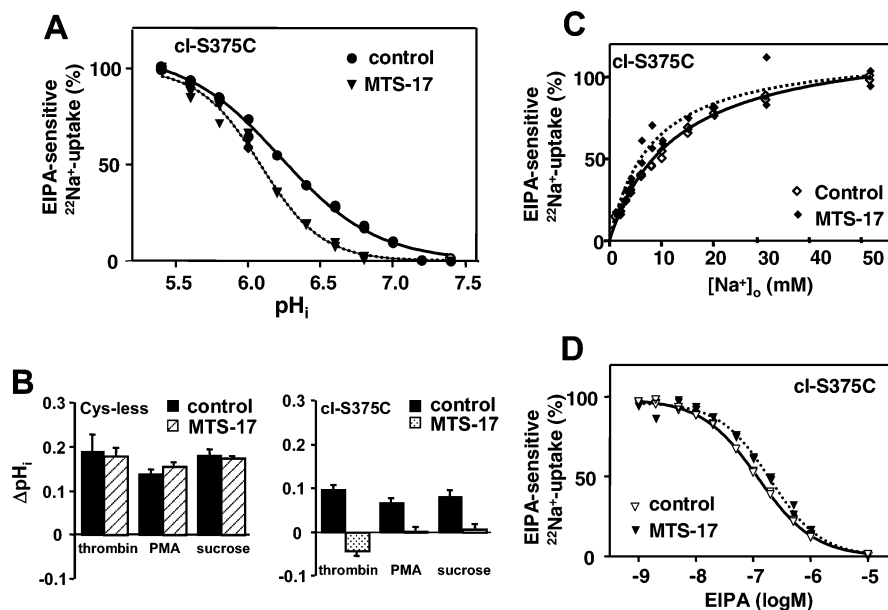 A
cl-S375C
control
MTS-17
EIPA-sensitive
²²Na⁺-uptake (%)
100
50
0
5.5 6.0 6.5 7.0 7.5
pHi
B
Cys-less
control
MTS-17
ΔpHi
0.3
0.2
0.1
0
-0.1
thrombin PMA sucrose
cl-S375C
control
MTS-17
0.3
0.2
0.1
0
-0.1
thrombin PMA sucrose
C
cl-S375C
EIPA-sensitive
²²Na⁺-uptake (%)
100
50
0
Control
MTS-17
0 10 20 30 40 50
[Na⁺]o (mM)
D
cl-S375C
EIPA-sensitive
²²Na⁺-uptake (%)
100
50
0
control
MTS-17
-9 -8 -7 -6 -5
EIPA (logM)